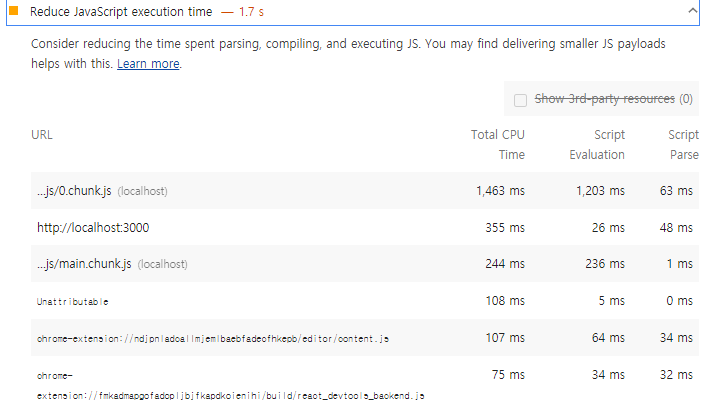 Reduce JavaScript execution time — 1.7 s
Consider reducing the time spent parsing, compiling, and executing JS. You may find delivering smaller JS payloads
helps with this. Learn more.
Show 3rd-party resources (0)
URL Total CPU Time Script Evaluation Script Parse
...js/0.chunk.js (localhost) 1,463 ms 1,203 ms 63 ms
http://localhost:3000 355 ms 26 ms 48 ms
...js/main.chunk.js (localhost) 244 ms 236 ms 1 ms
Unattributable 108 ms 5 ms 0 ms
chrome-extension://ndjpnladcallmjemlbaebfadecfhkepb/editor/content.js 107 ms 64 ms 34 ms
chrome- 75 ms 34 ms 32 ms
extension://fmkadmapgofadopljbjfkapdkoienihi/build/react_devtools_backend.js